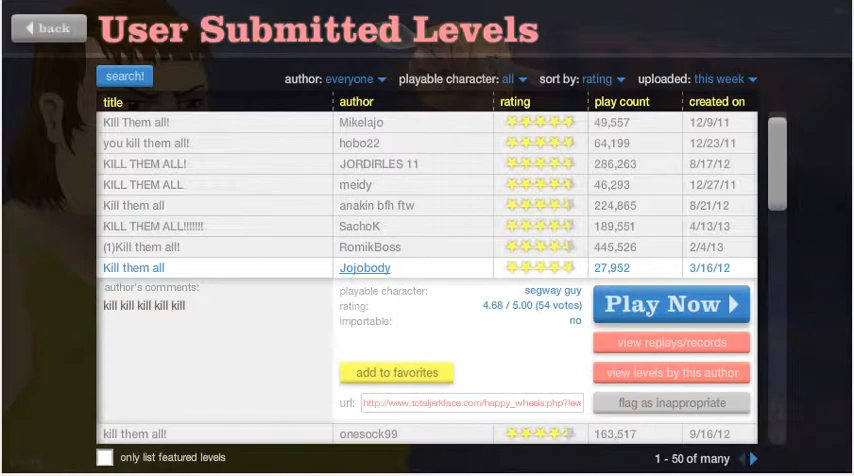 back
User Submitted Levels
search!
author: everyone playable character: all sort by: rating uploaded: this week
title author rating play count created on
KIll Them all! Mikelajo 49,557 12/9/11
you kill them all! hobo22 64,199 12/23/11
KILL THEM ALL! JORDIRLES 11 286,263 8/17/12
KILL THEM ALL meidy 46,293 12/27/11
Kill them all anakin bfh ftw 224,865 8/21/12
KILL THEM ALL!!!!!!! SachoK 189,551 4/13/13
(1)Kill them all! RomikBoss 445,526 2/4/13
Kill them all Jojobody 27,952 3/16/12
author's comments:
kill kill kill kill kill
playable character: segway guy
rating: 4.68 / 5.00 (54 votes)
importable: no
Play Now
view replays/records
add to favorites
view levels by this author
url: http://www.totaljerkface.com/happy_wheels.php?leve
flag as inappropriate
kill them all! onesock99 163,517 9/16/12
only list featured levels
1 - 50 of many